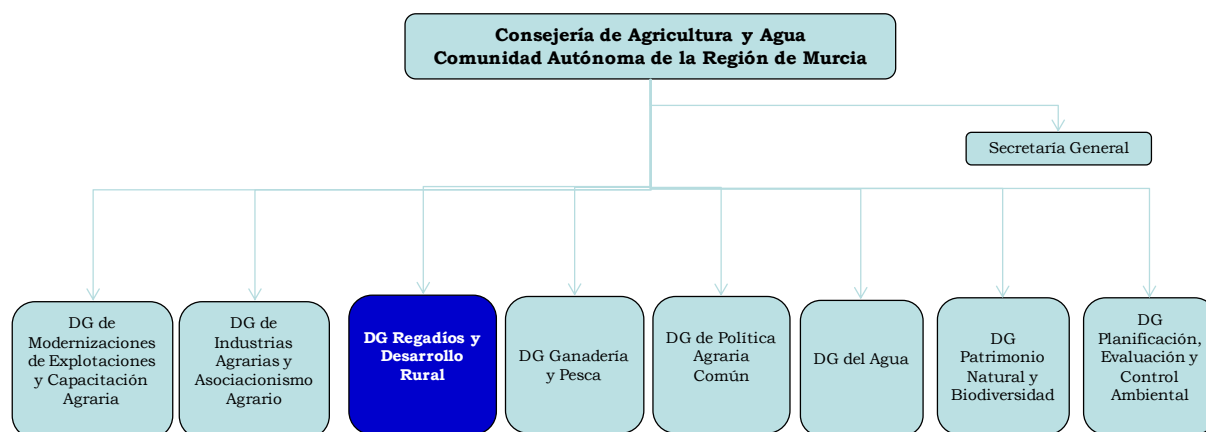 Consejería de Agricultura y Agua
Comunidad Autónoma de la Región de Murcia
Secretaría General
DG de
Modernizaciones
de Explotaciones
y Capacitación
Agraria
DG de
Industrias
Agrarias y
Asociacionismo
Agrario
DG Regadíos y
Desarrollo
Rural
DG Ganadería
y Pesca
DG de Política
Agraria
Común
DG del Agua
DG
Patrimonio
Natural y
Biodiversidad
DG
Planificación,
Evaluación y
Control
Ambiental